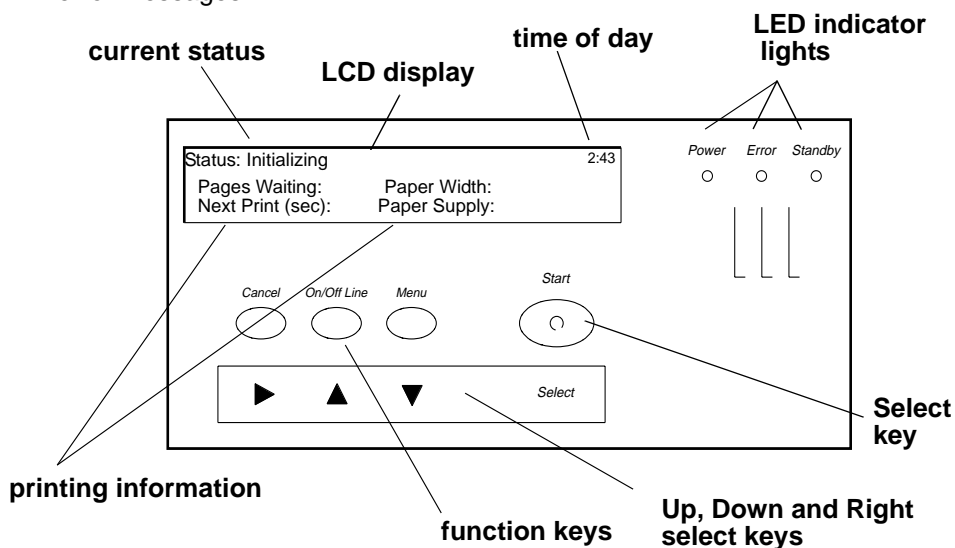 LED indicator
lights
time of day
current status
LCD display
Status: Initializing
2:43
Pages Waiting:
Paper Width:
Next Print (sec):
Paper Supply:
Power
Error
Standby
Cancel
On/Off Line
Menu
Start
Select
Select
key
printing information
function keys
Up, Down and Right
select keys